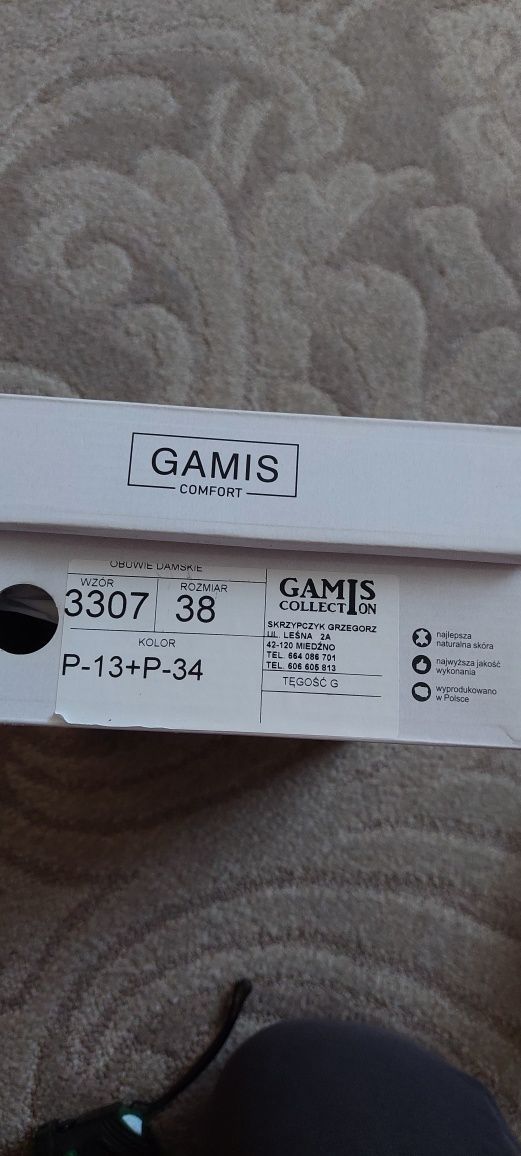 GAMIS
COMFORT
OBUWIE DAMSKIE
WZÓR
3307
ROZMIAR
38
KOLOR
P-13+P-34
GAMIS
COLLECTION
SKRZYPCZYK GRZEGORZ
UL. LEŚNA 2A
42-120 MIEDŹNO
TEL. 664 086 701
TEL. 606 605 813
TĘGOŚĆ G
najlepsza
naturalna skóra
najwyższa jakość
wykonania
wyprodukowano
w Polsce